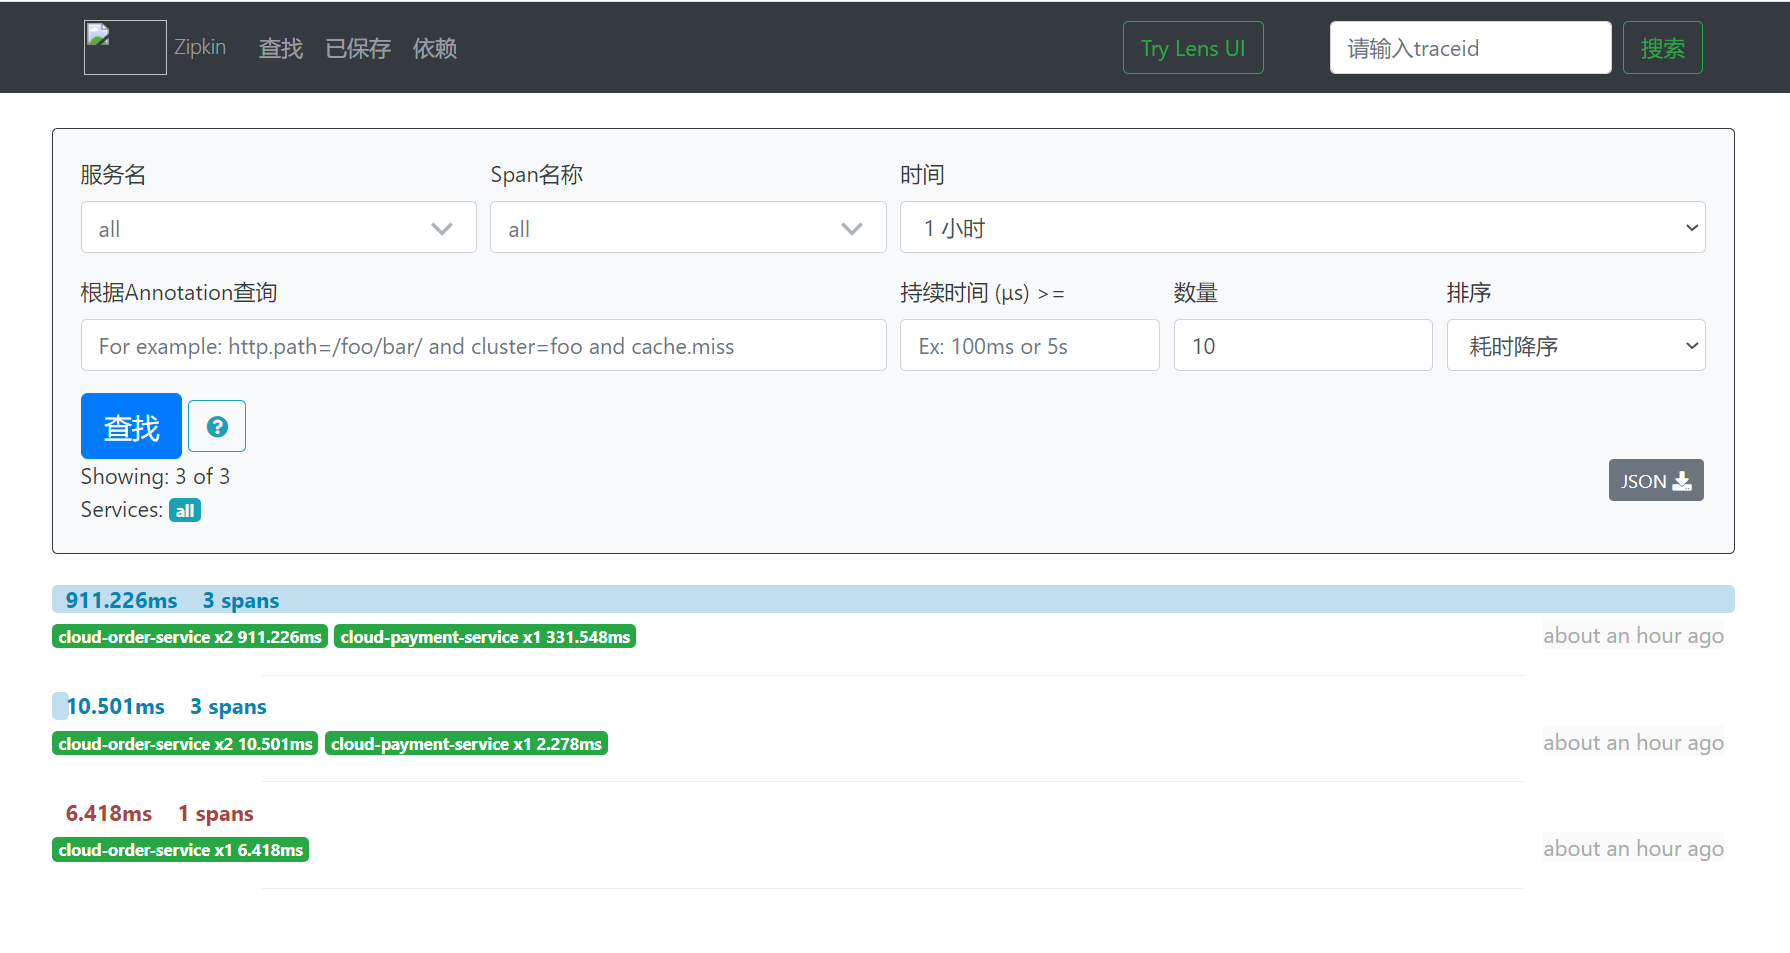 Zipkin 查找 已保存 依赖 Try Lens UI 请输入traceid 搜索
服务名 Span名称 时间
all all 1 小时
根据Annotation查询 持续时间 (μs) >= 数量 排序
For example: http.path=/foo/bar/ and cluster=foo and cache.miss Ex: 100ms or 5s 10 耗时降序
查找 ?
Showing: 3 of 3
JSON
Services: all
911.226ms 3 spans
cloud-order-service x2 911.226ms cloud-payment-service x1 331.548ms about an hour ago
10.501ms 3 spans
cloud-order-service x2 10.501ms cloud-payment-service x1 2.278ms about an hour ago
6.418ms 1 spans
cloud-order-service x1 6.418ms about an hour ago